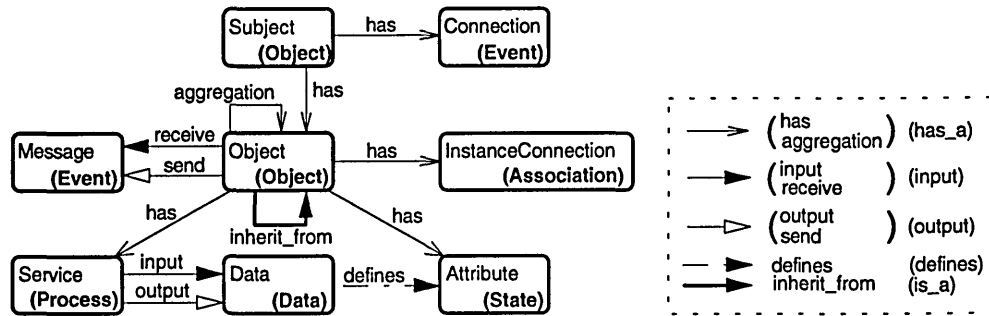 Subject
(Object)
has
Connection
(Event)
has
aggregation
Message
(Event)
receive
send
Object
(Object)
has
InstanceConnection
(Association)
inherit_from
has
has
Service
(Process)
input
output
Data
(Data)
defines
Attribute
(State)
( has aggregation ) (has_a)
( input receive ) (input)
( output send ) (output)
defines (defines)
inherit_from (is_a)